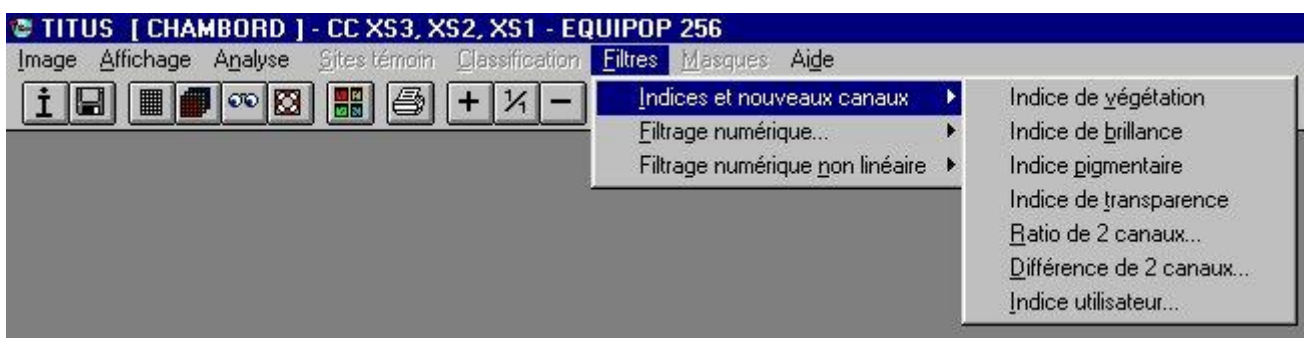 TITUS [ CHAMBORD ] - CC XS3, XS2, XS1 - EQUIPOP 256
Image Affichage Analyse Sites témoin Classification Filtres Masques Aide
i + 1/1 −
Indices et nouveaux canaux
Filtrage numérique...
Filtrage numérique non linéaire
Indice de végétation
Indice de brillance
Indice pigmentaire
Indice de transparence
Ratio de 2 canaux...
Différence de 2 canaux...
Indice utilisateur...